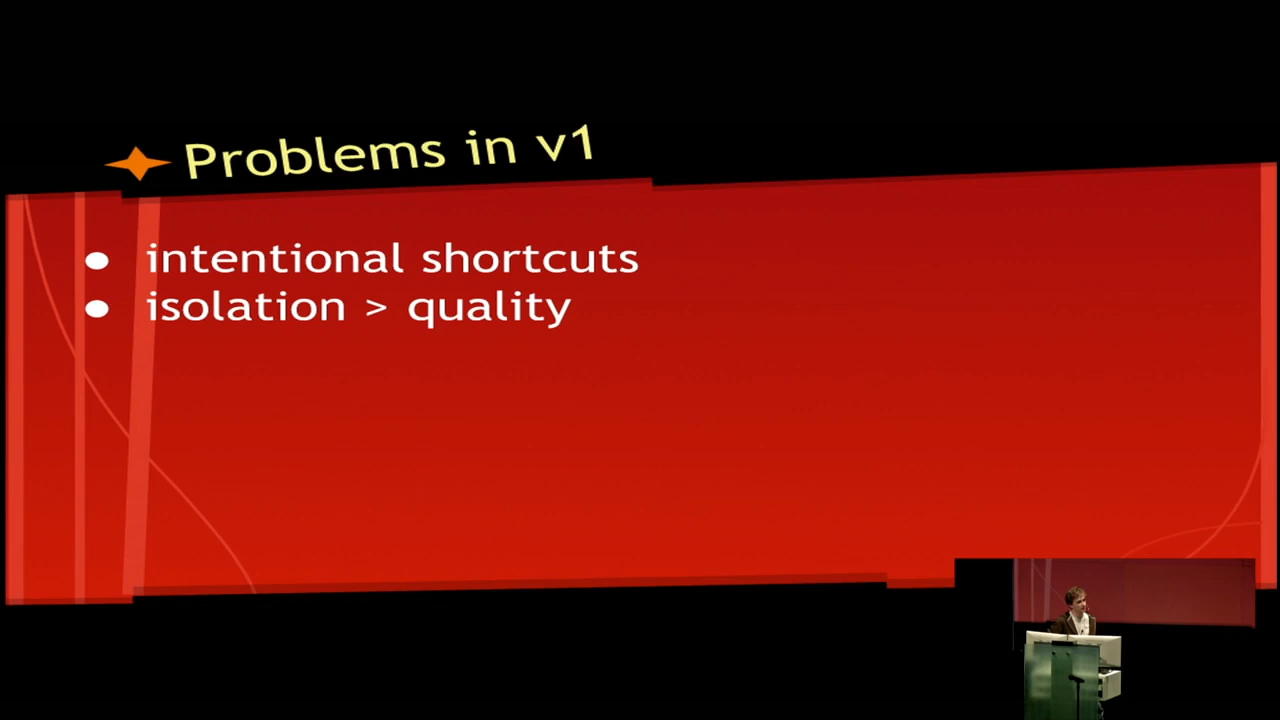 Problems in v1
● intentional shortcuts
● isolation > quality